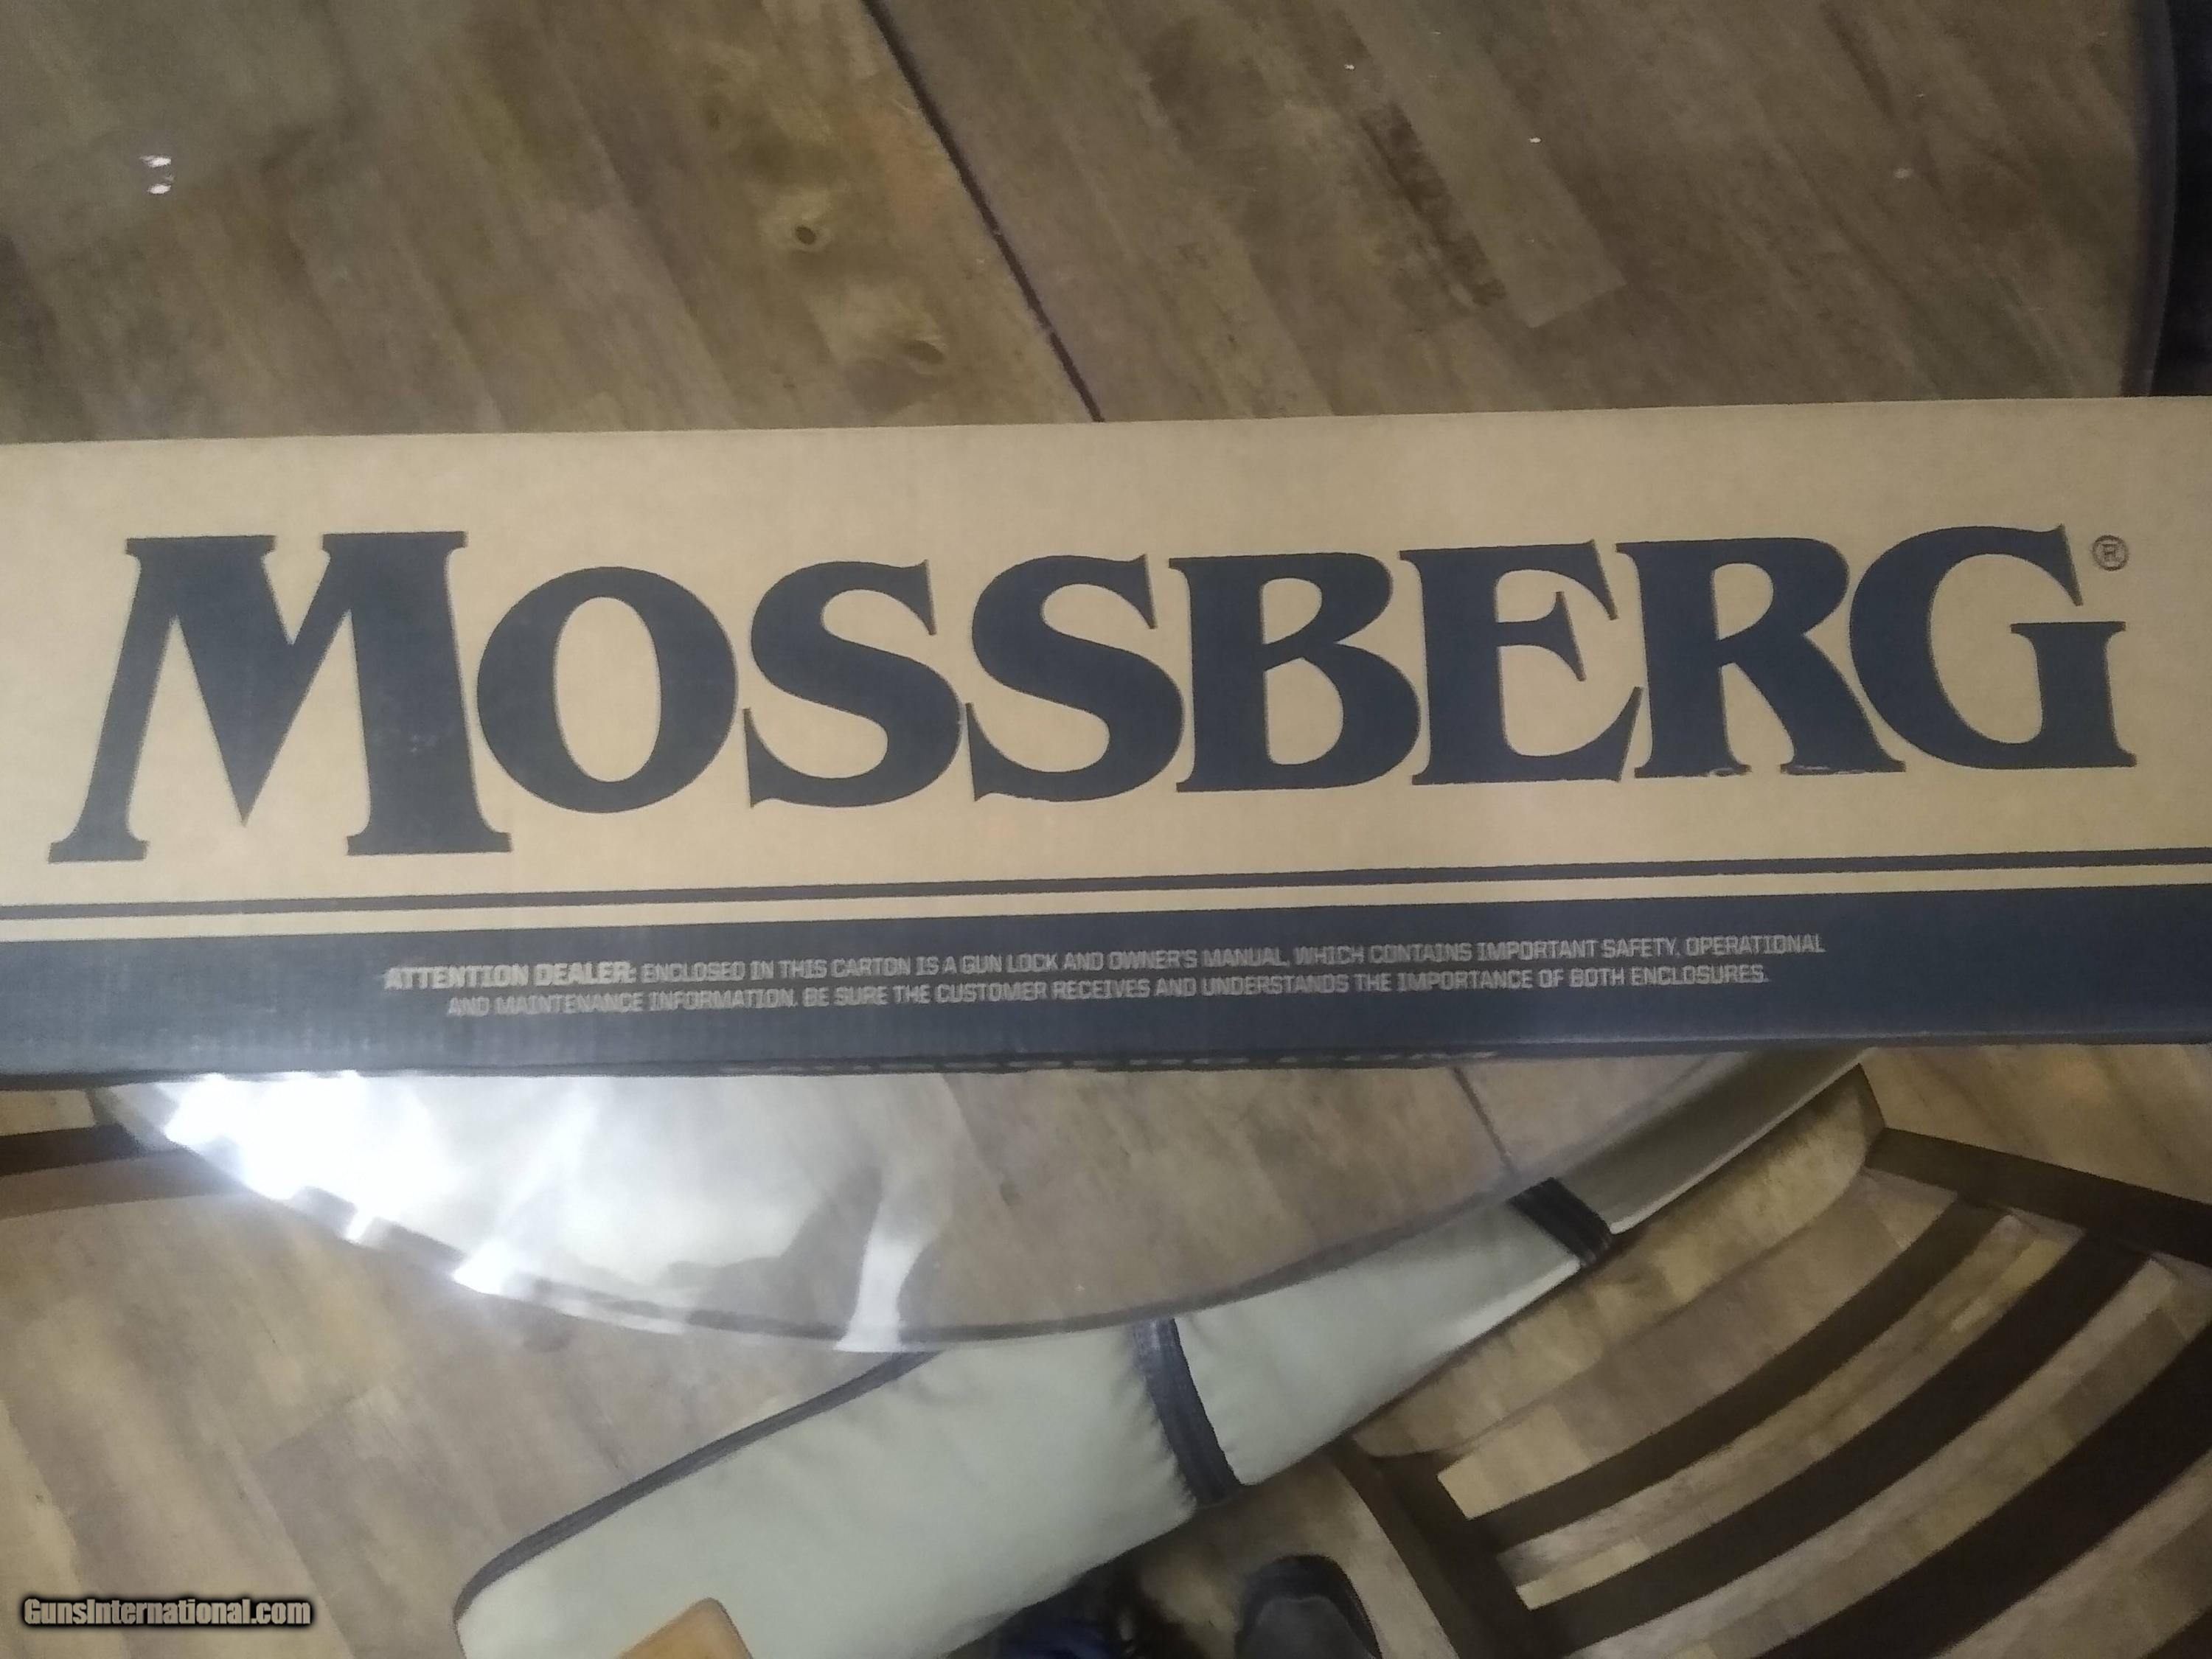 MOSSBERG®
ATTENTION DEALER: ENCLOSED IN THIS CARTON IS A GUN LOCK AND OWNER'S MANUAL, WHICH CONTAINS IMPORTANT SAFETY, OPERATIONAL
AND MAINTENANCE INFORMATION. BE SURE THE CUSTOMER RECEIVES AND UNDERSTANDS THE IMPORTANCE OF BOTH ENCLOSURES.
GunsInternational.com